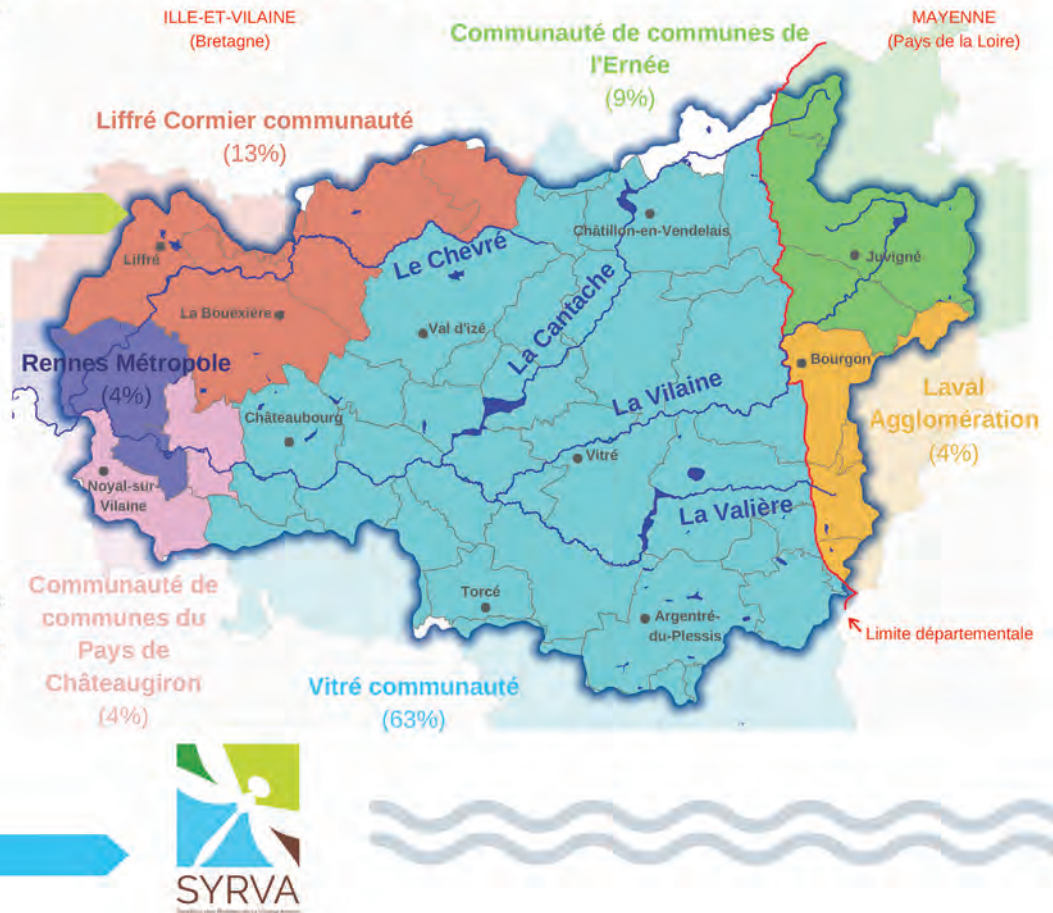 ILLE-ET-VILAINE
(Bretagne)
MAYENNE
(Pays de la Loire)
Communauté de communes de
l'Ernée
(9%)
Liffré Cormier communauté
(13%)
Châtillon-en-Vendelais
Liffré
Le Chevré
Juvigné
La Cantache
La Bouexière
Val d'izé
Rennes Métropole
(4%)
Bourgon
La Vilaine
Laval
Agglomération
(4%)
Châteaubourg
Vitré
Noyal-sur-
Vilaine
La Valière
Communauté de
communes du
Pays de
Châteaugiron
(4%)
Torcé
Argentré-
du-Plessis
Limite départementale
Vitré communauté
(63%)
SYRVA